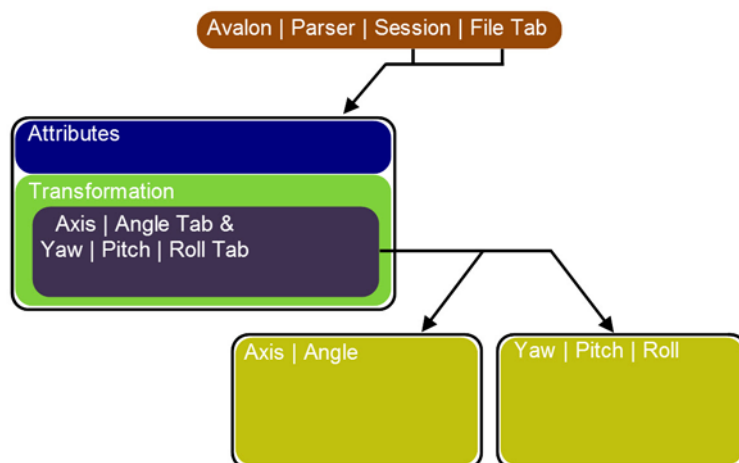 Avalon | Parser | Session | File Tab
Attributes
Transformation
Axis | Angle Tab &
Yaw | Pitch | Roll Tab
Axis | Angle
Yaw | Pitch | Roll